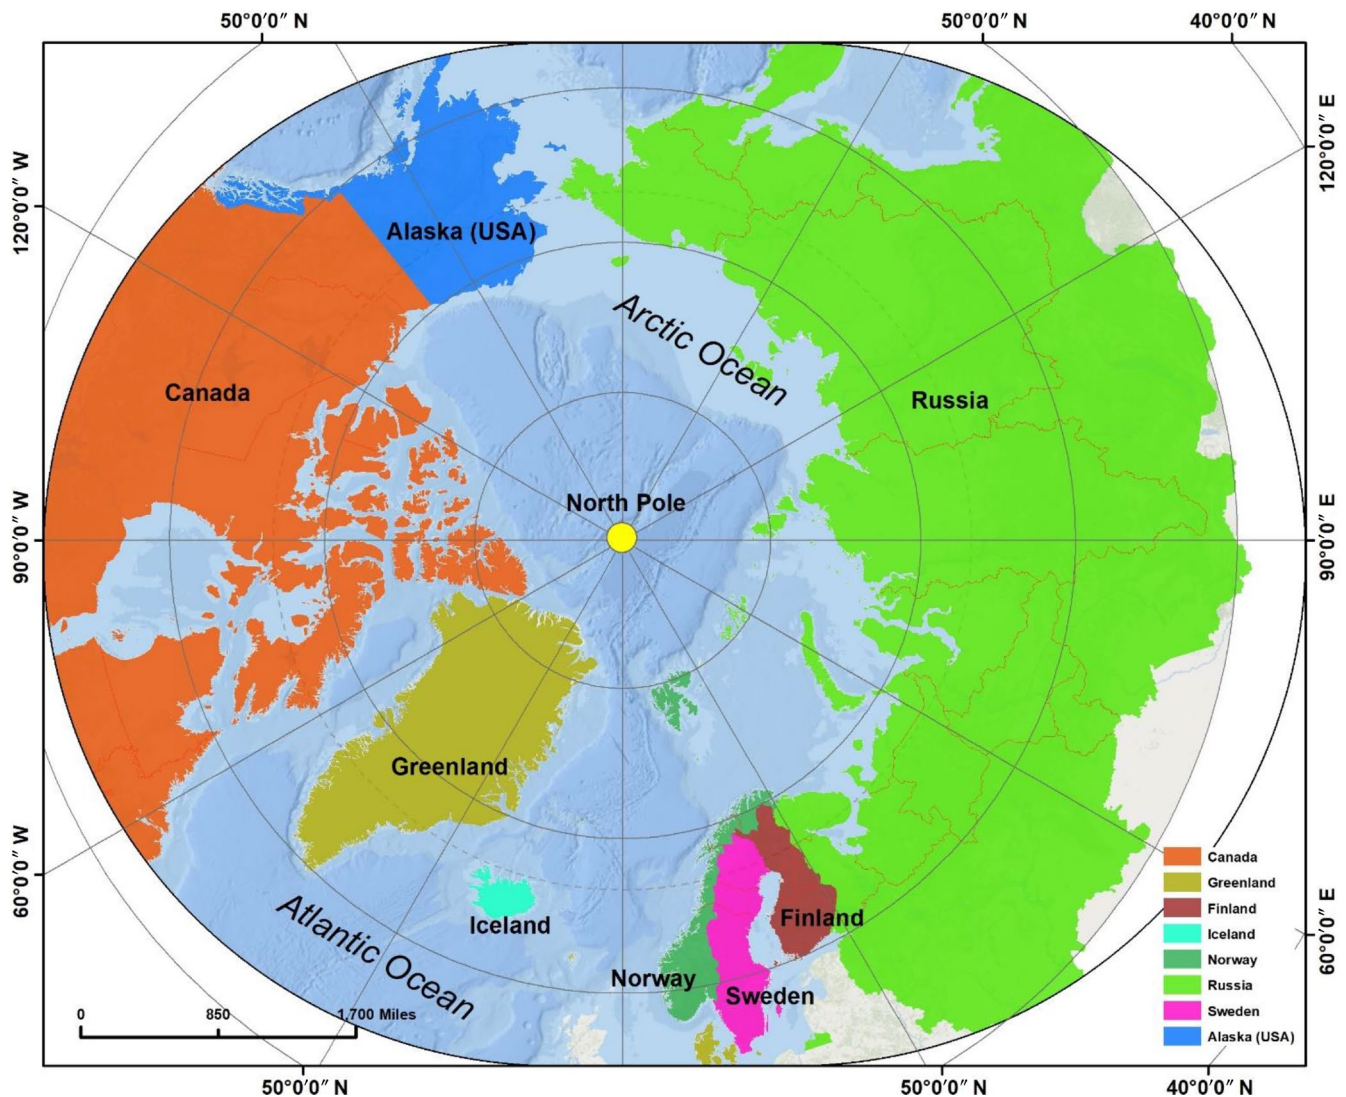 50°0′0″ N
50°0′0″ N
40°0′0″ N
120°0′0″ W
120°0′0″ E
Alaska (USA)
Arctic Ocean
Canada
Russia
North Pole
90°0′0″ W
90°0′0″ E
Greenland
60°0′0″ W
60°0′0″ E
Iceland
Finland
Atlantic Ocean
Norway
Sweden
0 850 1,700 Miles
Canada
Greenland
Finland
Iceland
Norway
Russia
Sweden
Alaska (USA)
50°0′0″ N
50°0′0″ N
40°0′0″ N